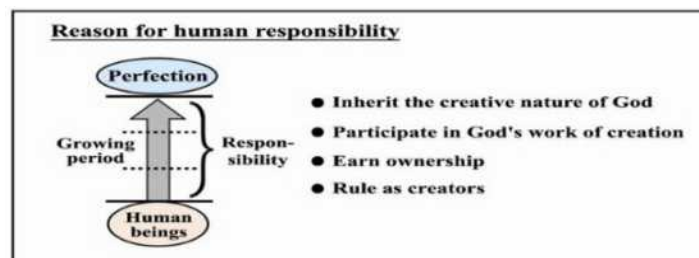 Reason for human responsibility
Perfection
Growing
period
Respon-
sibility
Human
beings
● Inherit the creative nature of God
● Participate in God's work of creation
● Earn ownership
● Rule as creators